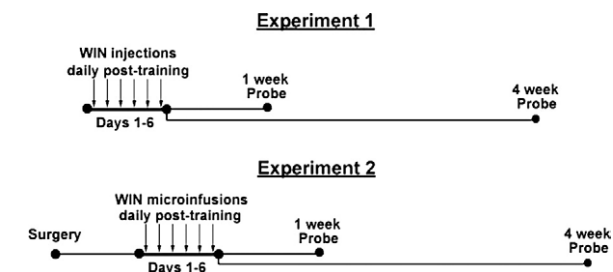 Experiment 1
WIN injections
daily post-training
1 week
Probe
4 week
Probe
Days 1-6
Experiment 2
WIN microinfusions
daily post-training
Surgery
1 week
Probe
4 week
Probe
Days 1-6